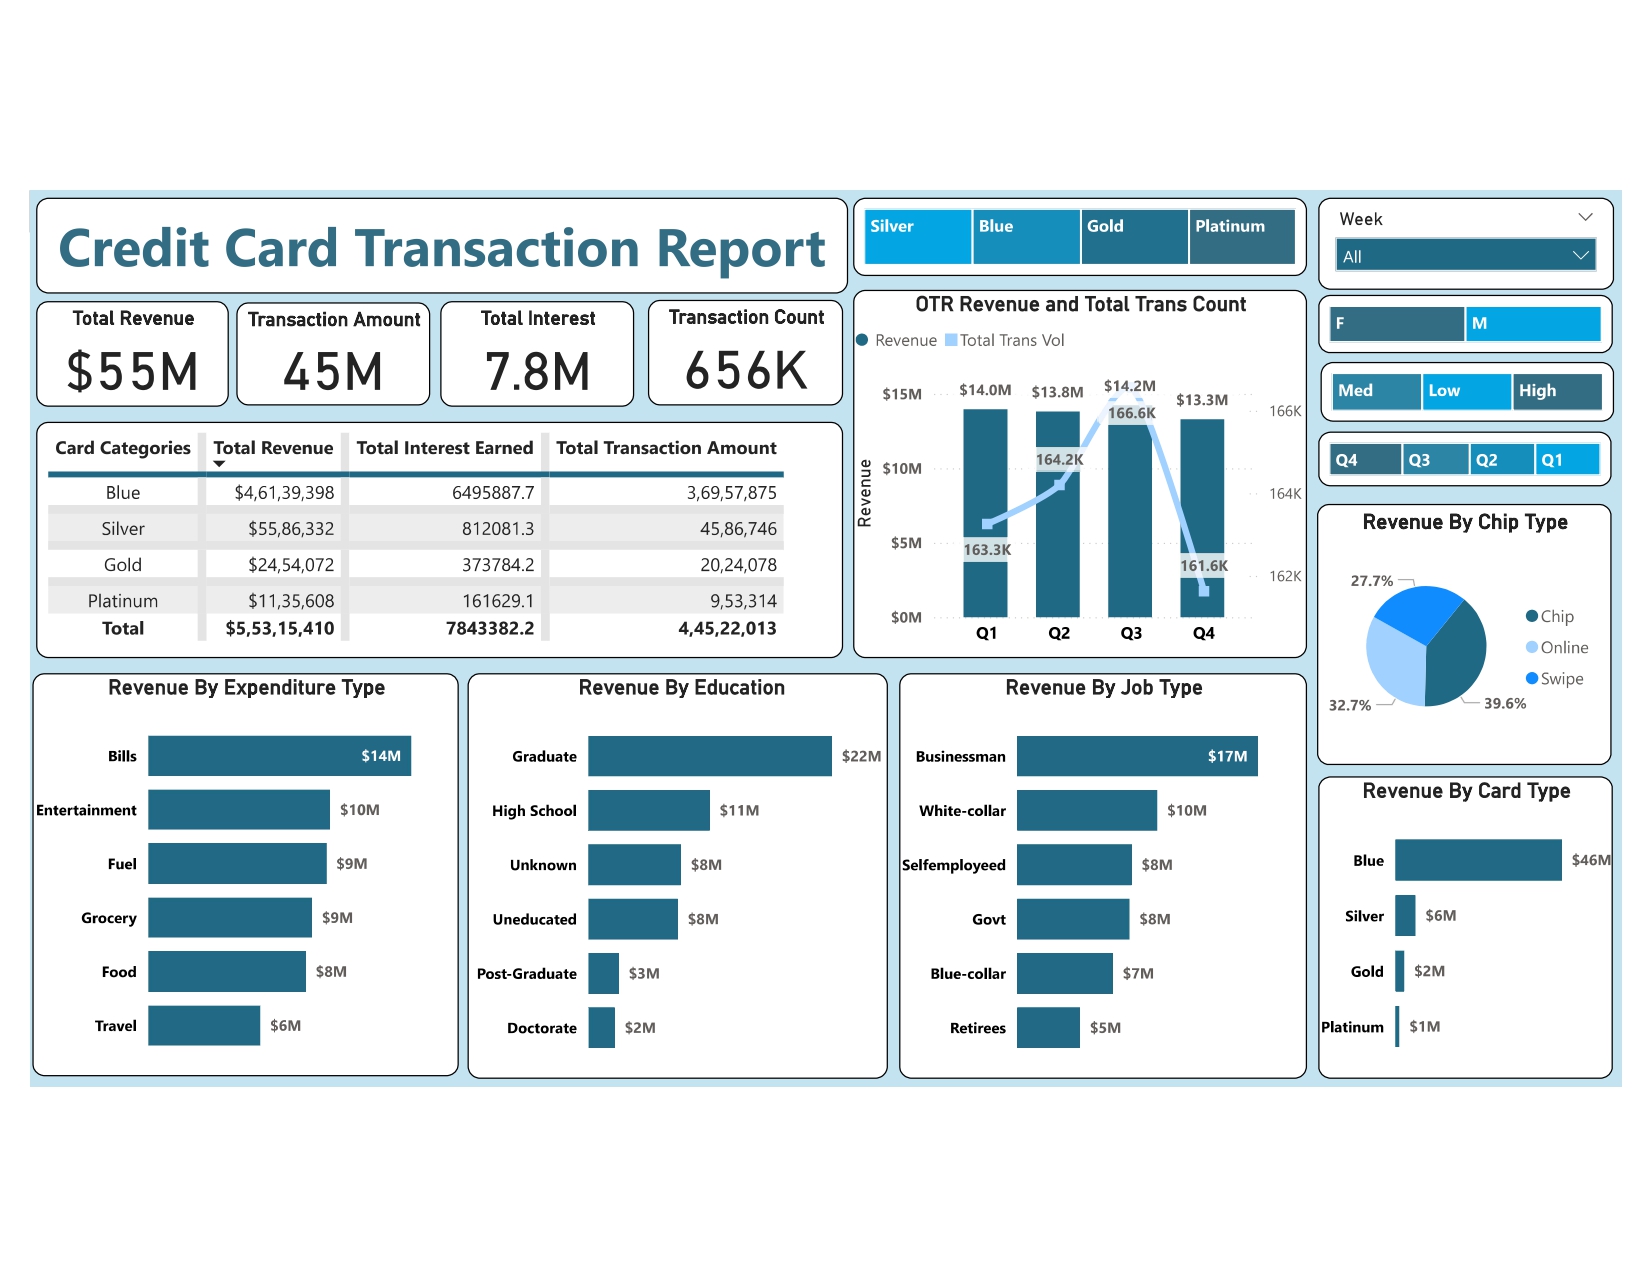 Credit Card Transaction Report
Silver Blue Gold Platinum
Week
All
F M
Med Low High
Q4 Q3 Q2 Q1
Total Revenue
$55M
Transaction Amount
45M
Total Interest
7.8M
Transaction Count
656K
Card Categories Total Revenue Total Interest Earned Total Transaction Amount
Blue $4,61,39,398 6495887.7 3,69,57,875
Silver $55,86,332 812081.3 45,86,746
Gold $24,54,072 373784.2 20,24,078
Platinum $11,35,608 161629.1 9,53,314
Total $5,53,15,410 7843382.2 4,45,22,013
OTR Revenue and Total Trans Count
Revenue Total Trans Vol
Revenue
$15M
$10M
$5M
$0M
$14.0M $13.8M $14.2M $13.3M
163.3K 164.2K 166.6K 161.6K
166K
164K
162K
Q1 Q2 Q3 Q4
Revenue By Chip Type
27.7%
32.7%
39.6%
Chip
Online
Swipe
Revenue By Expenditure Type
Bills $14M
Entertainment $10M
Fuel $9M
Grocery $9M
Food $8M
Travel $6M
Revenue By Education
Graduate $22M
High School $11M
Unknown $8M
Uneducated $8M
Post-Graduate $3M
Doctorate $2M
Revenue By Job Type
Businessman $17M
White-collar $10M
Selfemployeed $8M
Govt $8M
Blue-collar $7M
Retirees $5M
Revenue By Card Type
Blue $46M
Silver $6M
Gold $2M
Platinum $1M